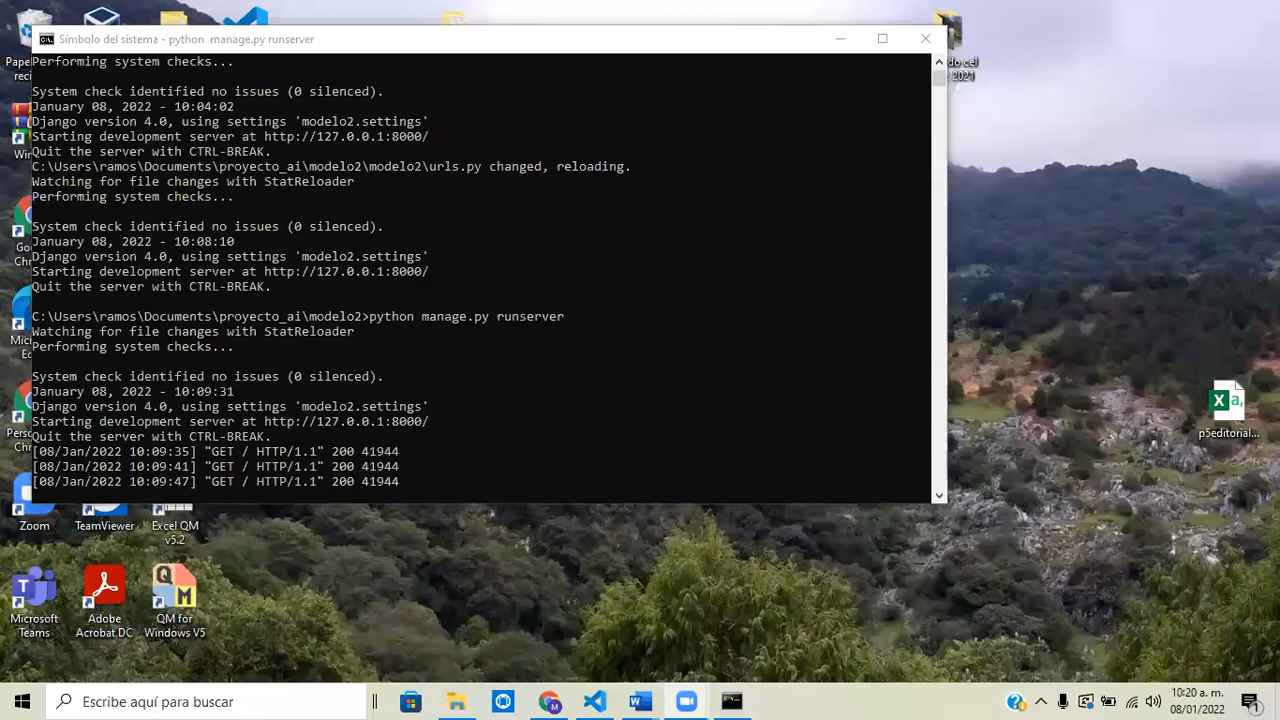 Símbolo del sistema - python manage.py runserver
Performing system checks...
System check identified no issues (0 silenced).
January 08, 2022 - 10:04:02
Django version 4.0, using settings 'modelo2.settings'
Starting development server at http://127.0.0.1:8000/
Quit the server with CTRL-BREAK.
C:\Users\ramos\Documents\proyecto_ai\modelo2\modelo2\urls.py changed, reloading.
Watching for file changes with StatReloader
Performing system checks...
System check identified no issues (0 silenced).
January 08, 2022 - 10:08:10
Django version 4.0, using settings 'modelo2.settings'
Starting development server at http://127.0.0.1:8000/
Quit the server with CTRL-BREAK.
C:\Users\ramos\Documents\proyecto_ai\modelo2>python manage.py runserver
Watching for file changes with StatReloader
Performing system checks...
System check identified no issues (0 silenced).
January 08, 2022 - 10:09:31
Django version 4.0, using settings 'modelo2.settings'
Starting development server at http://127.0.0.1:8000/
Quit the server with CTRL-BREAK.
[08/Jan/2022 10:09:35] "GET / HTTP/1.1" 200 41944
[08/Jan/2022 10:09:41] "GET / HTTP/1.1" 200 41944
[08/Jan/2022 10:09:47] "GET / HTTP/1.1" 200 41944
do cel
2021
p5editorial...
Zoom
TeamViewer
Excel QM
v5.2
Microsoft
Teams
Adobe
Acrobat DC
QM for
Windows V5
Escribe aquí para buscar
10:20 a. m.
08/01/2022